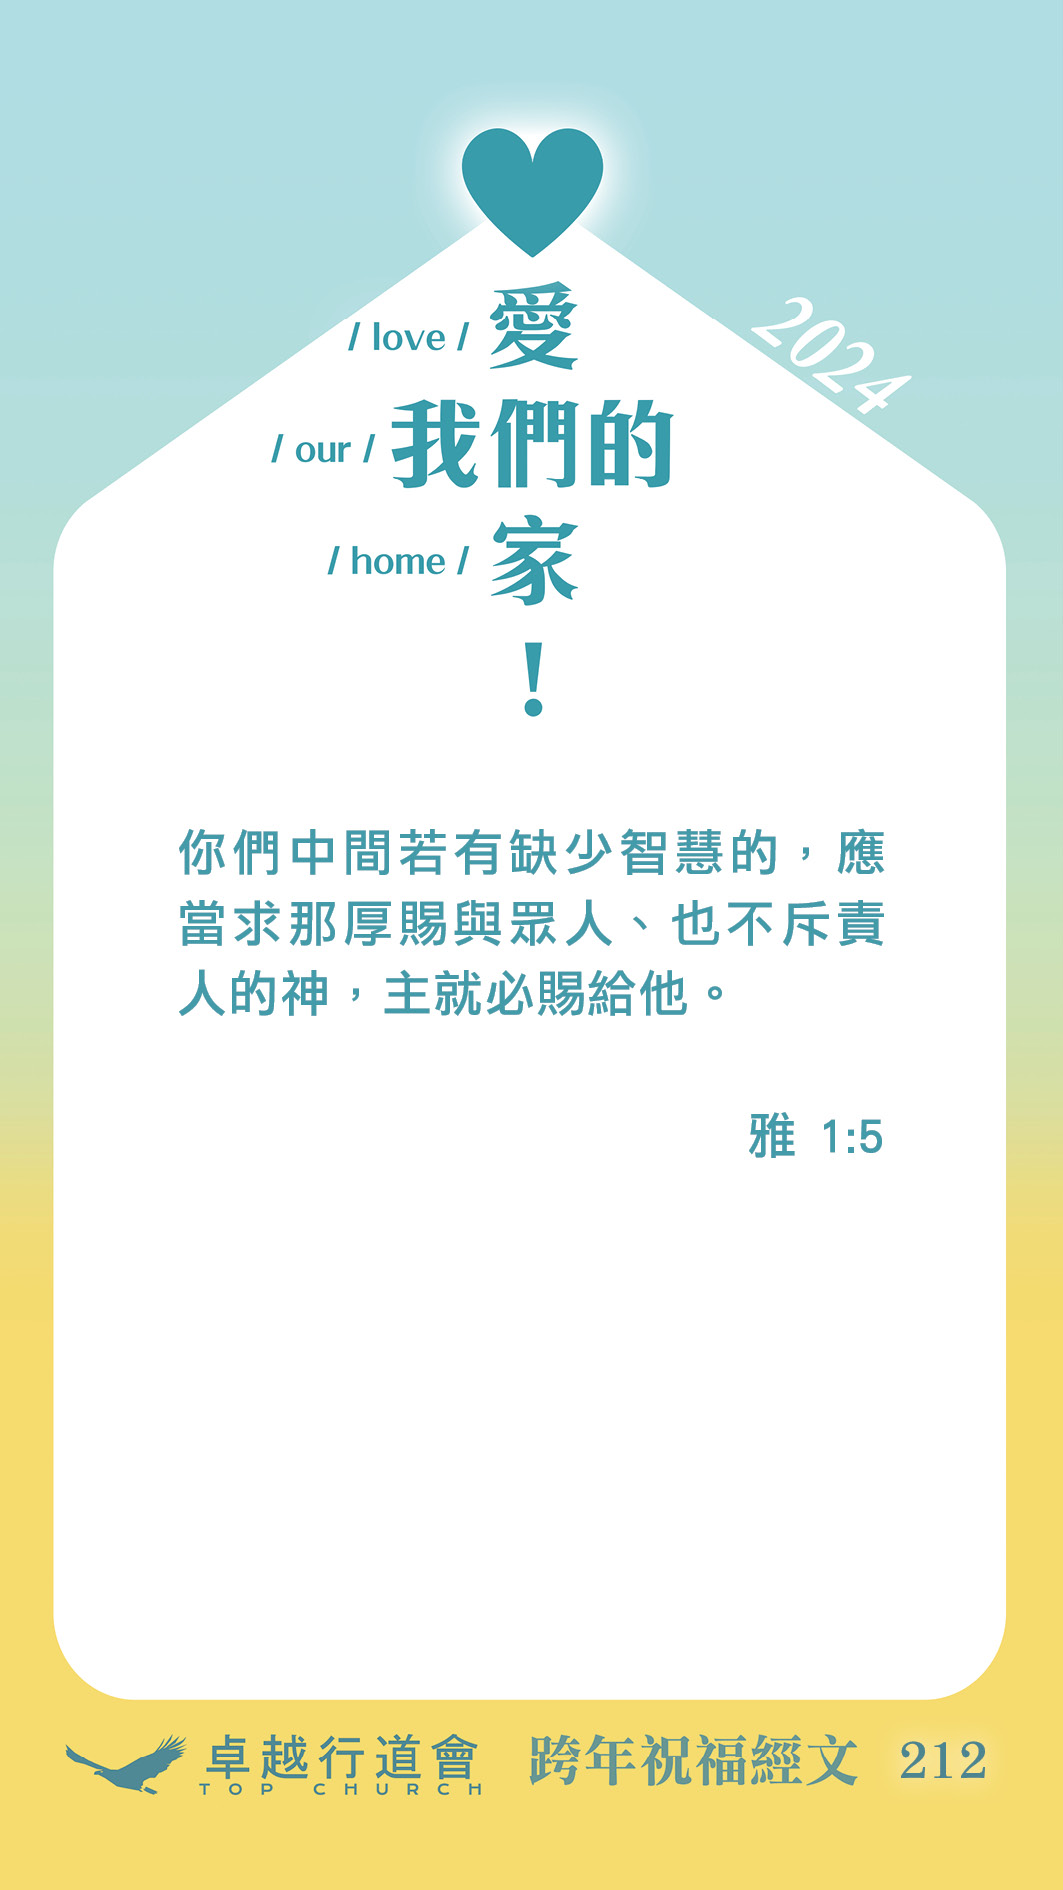 / love / 愛
2024
/ our / 我們的
/ home / 家
!
你們中間若有缺少智慧的，應
當求那厚賜與眾人、也不斥責
人的神，主就必賜給他。
雅 1:5
卓越行道會 跨年祝福經文 212
TOP CHURCH